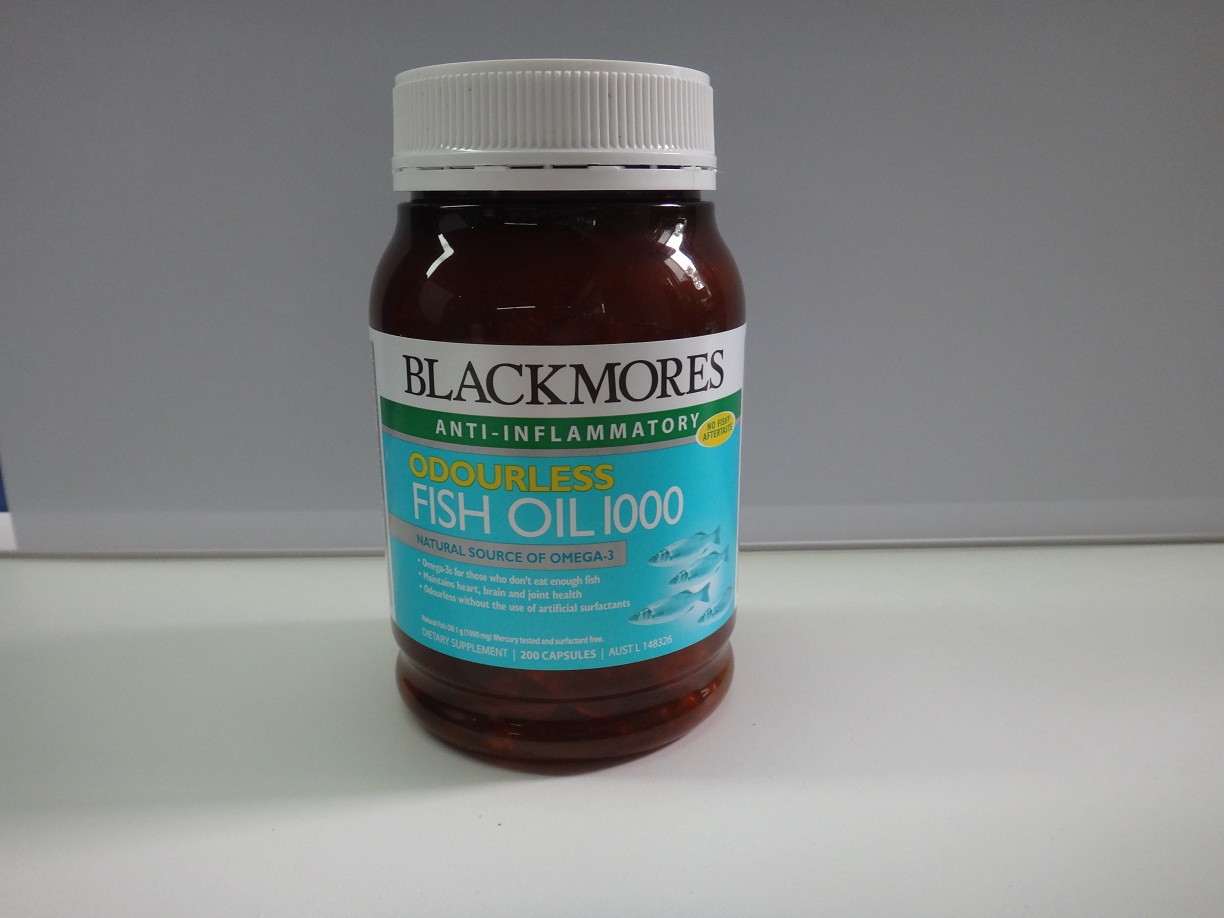 BLACKMORES
ANTI-INFLAMMATORY
NO FISHY
AFTERTASTE
ODOURLESS
FISH OIL 1000
NATURAL SOURCE OF OMEGA-3
• Omega-3s for those who don't eat enough fish
• Maintains heart, brain and joint health
• Odourless without the use of artificial surfactants
Natural Fish Oil 1 g (1000 mg) Mercury tested and surfactant free.
DIETARY SUPPLEMENT | 200 CAPSULES | AUST L 148326